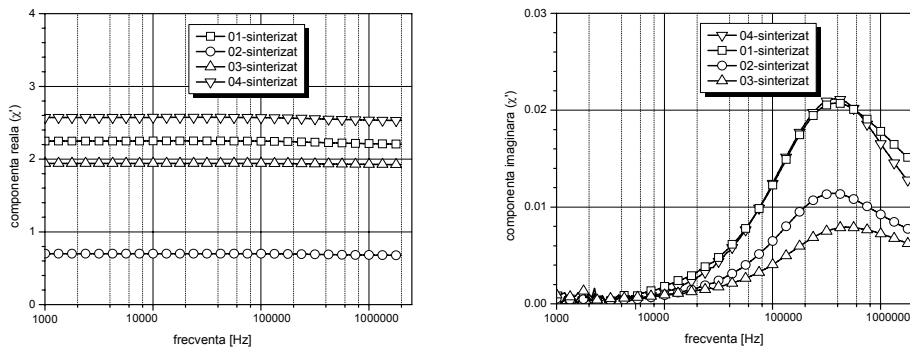 4
3
2
1
0
componenta reala (χ')
01-sinterizat
02-sinterizat
03-sinterizat
04-sinterizat
1000 10000 100000 1000000
frecventa [Hz]
0.03
0.02
0.01
0.00
componenta imaginara (χ')
04-sinterizat
01-sinterizat
02-sinterizat
03-sinterizat
1000 10000 100000 1000000
frecventa [Hz]